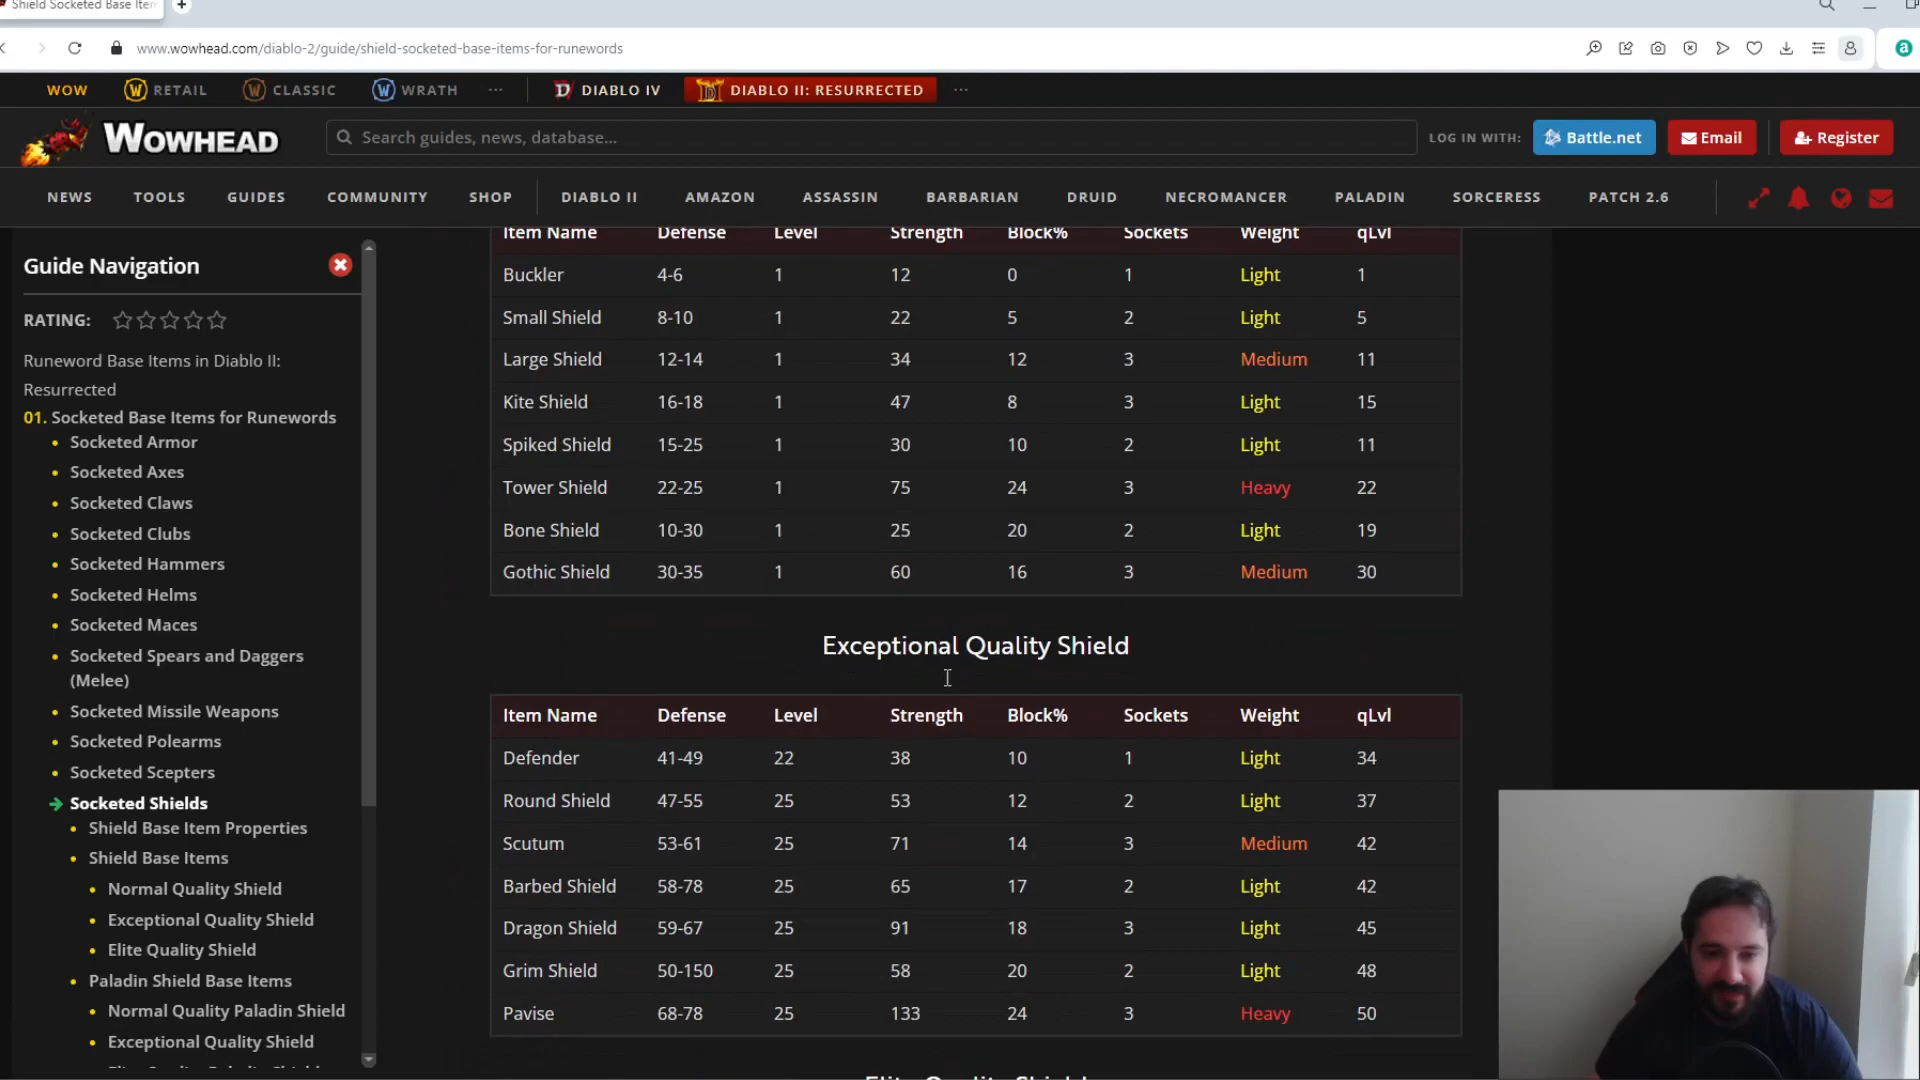 Shield Socketed Base Iter
www.wowhead.com/diablo-2/guide/shield-socketed-base-items-for-runewords
WOW RETAIL CLASSIC WRATH ... DIABLO IV DIABLO II: RESURRECTED ...
WOWHEAD Search guides, news, database... LOG IN WITH: Battle.net Email Register
NEWS TOOLS GUIDES COMMUNITY SHOP DIABLO II AMAZON ASSASSIN BARBARIAN DRUID NECROMANCER PALADIN SORCERESS PATCH 2.6
Guide Navigation
RATING:
Runeword Base Items in Diablo II:
Resurrected
01. Socketed Base Items for Runewords
Socketed Armor
Socketed Axes
Socketed Claws
Socketed Clubs
Socketed Hammers
Socketed Helms
Socketed Maces
Socketed Spears and Daggers
(Melee)
Socketed Missile Weapons
Socketed Polearms
Socketed Scepters
Socketed Shields
Shield Base Item Properties
Shield Base Items
Normal Quality Shield
Exceptional Quality Shield
Elite Quality Shield
Paladin Shield Base Items
Normal Quality Paladin Shield
Exceptional Quality Shield
Item Name Defense Level Strength Block% Sockets Weight qLvl
Buckler 4-6 1 12 0 1 Light 1
Small Shield 8-10 1 22 5 2 Light 5
Large Shield 12-14 1 34 12 3 Medium 11
Kite Shield 16-18 1 47 8 3 Light 15
Spiked Shield 15-25 1 30 10 2 Light 11
Tower Shield 22-25 1 75 24 3 Heavy 22
Bone Shield 10-30 1 25 20 2 Light 19
Gothic Shield 30-35 1 60 16 3 Medium 30
Exceptional Quality Shield
Item Name Defense Level Strength Block% Sockets Weight qLvl
Defender 41-49 22 38 10 1 Light 34
Round Shield 47-55 25 53 12 2 Light 37
Scutum 53-61 25 71 14 3 Medium 42
Barbed Shield 58-78 25 65 17 2 Light 42
Dragon Shield 59-67 25 91 18 3 Light 45
Grim Shield 50-150 25 58 20 2 Light 48
Pavise 68-78 25 133 24 3 Heavy 50